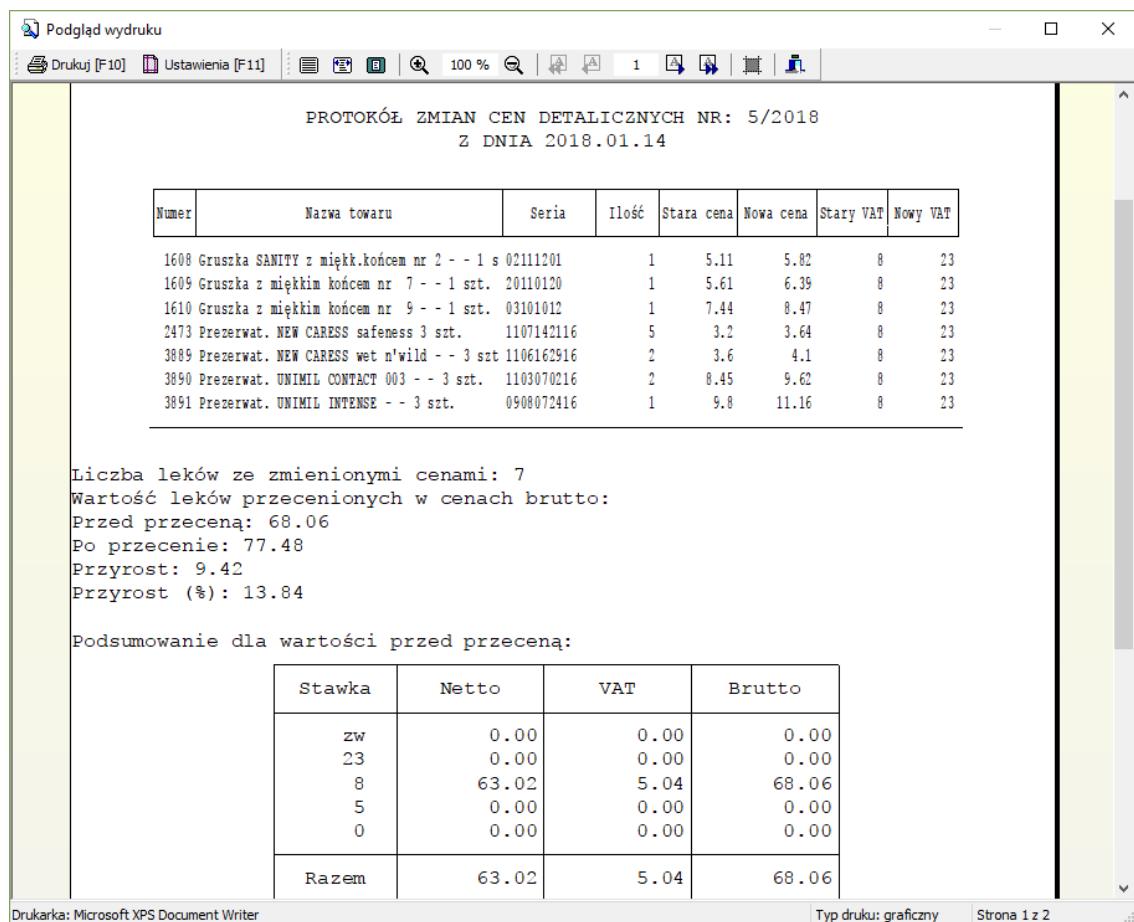 Podgląd wydruku
Drukuj [F10] Ustawienia [F11] 100 % 1
PROTOKÓŁ ZMIAN CEN DETALICZNYCH NR: 5/2018
Z DNIA 2018.01.14
Numer Nazwa towaru Seria Ilość Stara cena Nowa cena Stary VAT Nowy VAT
1608 Gruszka SANITY z miękk.końcem nr 2 - - 1 s 02111201 1 5.11 5.82 8 23
1609 Gruszka z miękkim końcem nr 7 - - 1 szt. 20110120 1 5.61 6.39 8 23
1610 Gruszka z miękkim końcem nr 9 - - 1 szt. 03101012 1 7.44 8.47 8 23
2473 Prezerwat. NEW CARESS safeness 3 szt. 1107142116 5 3.2 3.64 8 23
3889 Prezerwat. NEW CARESS wet n'wild - - 3 szt 1106162916 2 3.6 4.1 8 23
3890 Prezerwat. UNIMIL CONTACT 003 - - 3 szt. 1103070216 2 8.45 9.62 8 23
3891 Prezerwat. UNIMIL INTENSE - - 3 szt. 0908072416 1 9.8 11.16 8 23
Liczba leków ze zmienionymi cenami: 7
Wartość leków przecenionych w cenach brutto:
Przed przeceną: 68.06
Po przecenie: 77.48
Przyrost: 9.42
Przyrost (%): 13.84
Podsumowanie dla wartości przed przeceną:
Stawka Netto VAT Brutto
zw 0.00 0.00 0.00
23 0.00 0.00 0.00
8 63.02 5.04 68.06
5 0.00 0.00 0.00
0 0.00 0.00 0.00
Razem 63.02 5.04 68.06
Drukarka: Microsoft XPS Document Writer Typ druku: graficzny Strona 1 z 2